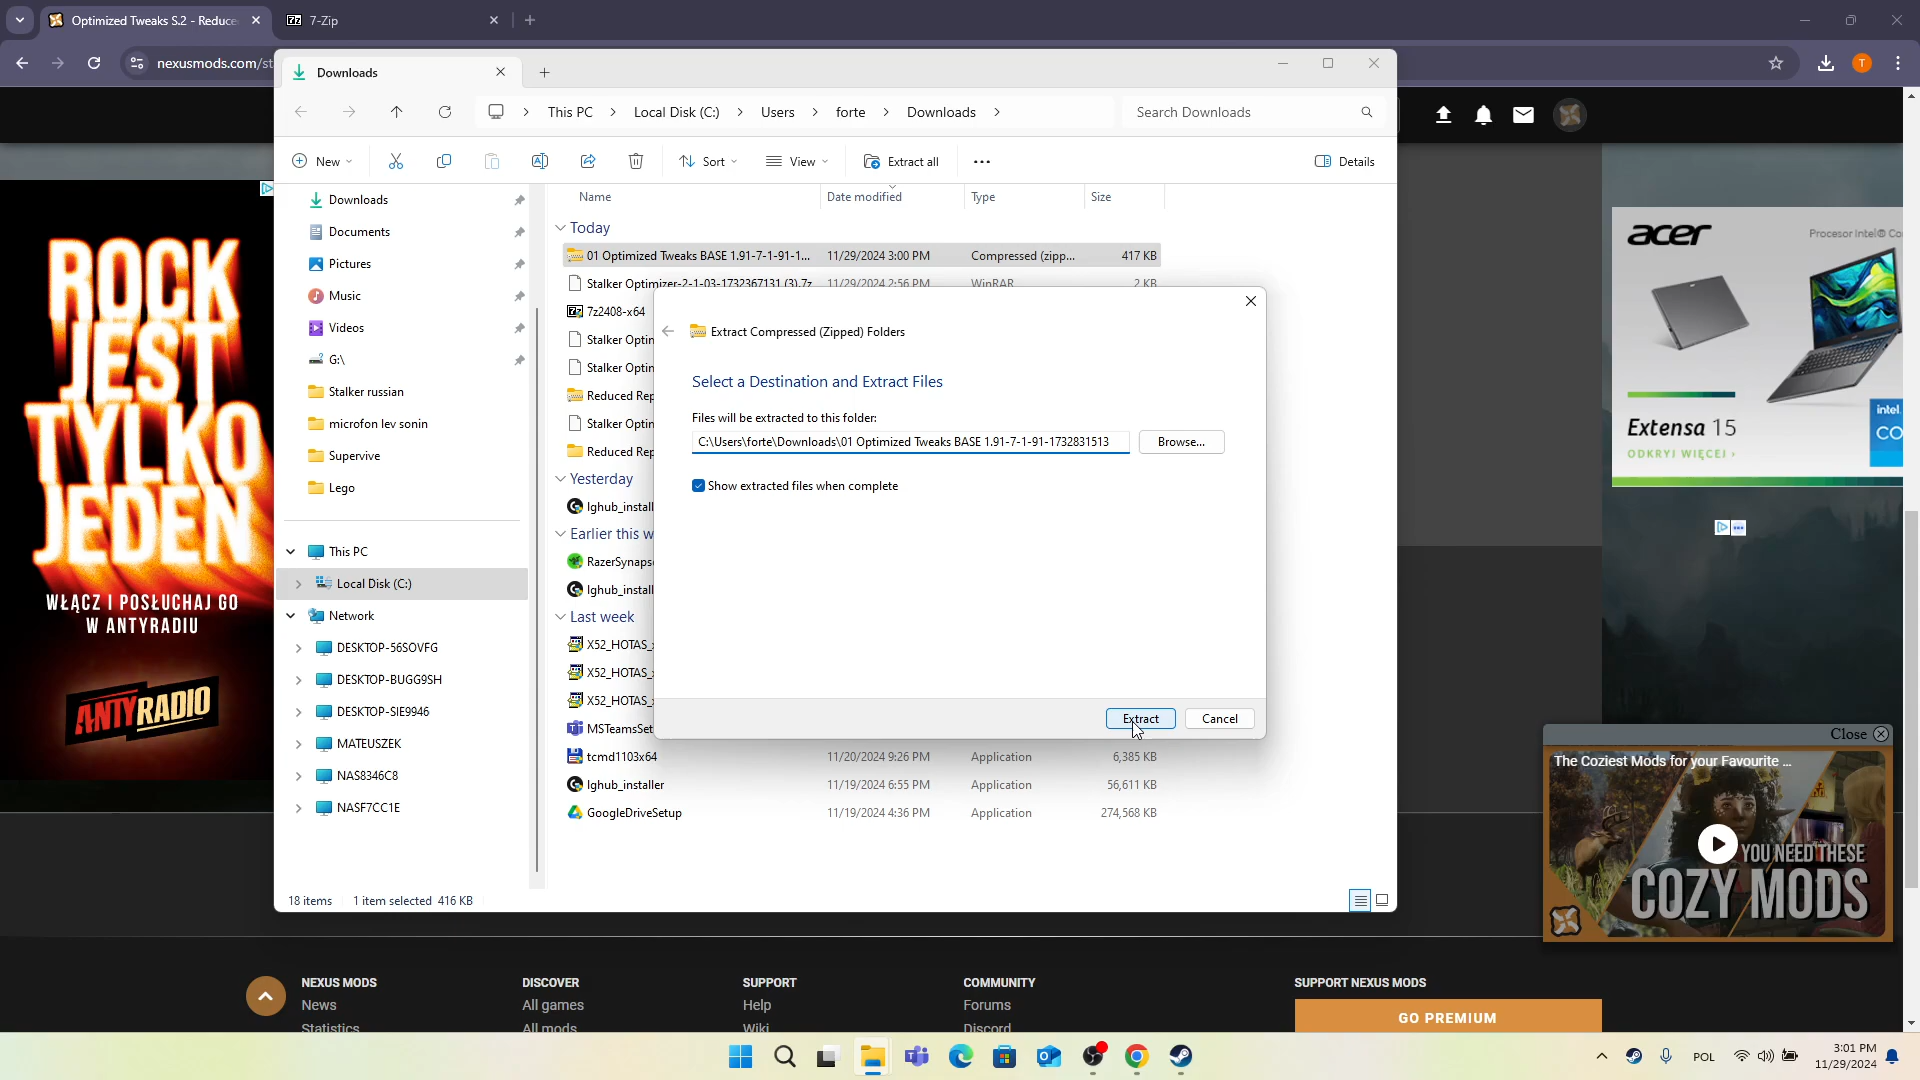 Optimized Tweaks S.2 - Reduce
7-Zip
nexusmods.com/st
Downloads
This PC
Local Disk (C:)
Users
forte
Downloads
Search Downloads
New
Sort
View
Extract all
Details
Name
Date modified
Type
Size
Downloads
Documents
Pictures
Music
Videos
G:\
Stalker russian
microfon lev sonin
Supervive
Lego
This PC
Local Disk (C:)
Network
DESKTOP-56SOVFG
DESKTOP-BUGG9SH
DESKTOP-SIE9946
MATEUSZEK
NAS8346C8
NASF7CC1E
Today
01 Optimized Tweaks BASE 1.91-7-1-91-1... 11/29/2024 3:00 PM Compressed (zipp... 417 KB
Stalker Optimizer-2-1-03-1732367131 (3).7z 11/29/2024 2:56 PM WinRAR 2 KB
7z2408-x64
Stalker Optin
Stalker Optin
Reduced Rep
Stalker Optin
Reduced Rep
Yesterday
lghub_install
Earlier this w
RazerSynaps
lghub_install
Last week
X52_HOTAS_
X52_HOTAS_
X52_HOTAS_
MSTeamsSet
tcmd1103x64 11/20/2024 9:26 PM Application 6,385 KB
lghub_installer 11/19/2024 6:55 PM Application 56,611 KB
GoogleDriveSetup 11/19/2024 4:36 PM Application 274,568 KB
18 items
1 item selected 416 KB
Extract Compressed (Zipped) Folders
Select a Destination and Extract Files
Files will be extracted to this folder:
C:\Users\forte\Downloads\01 Optimized Tweaks BASE 1.91-7-1-91-1732831513
Browse...
Show extracted files when complete
Extract
Cancel
ROCK
JEST
TYLKO
JEDEN
WŁĄCZ I POSŁUCHAJ GO
W ANTYRADIU
ANTYRADIO
acer
Procesor Intel® Co
Extensa 15
ODKRYJ WIĘCEJ ›
intel
CO
Close
The Coziest Mods for your Favourite ...
YOU NEED THESE
COZY MODS
NEXUS MODS
News
Statistics
DISCOVER
All games
All mods
SUPPORT
Help
Wiki
COMMUNITY
Forums
Discord
SUPPORT NEXUS MODS
GO PREMIUM
T
POL
3:01 PM
11/29/2024